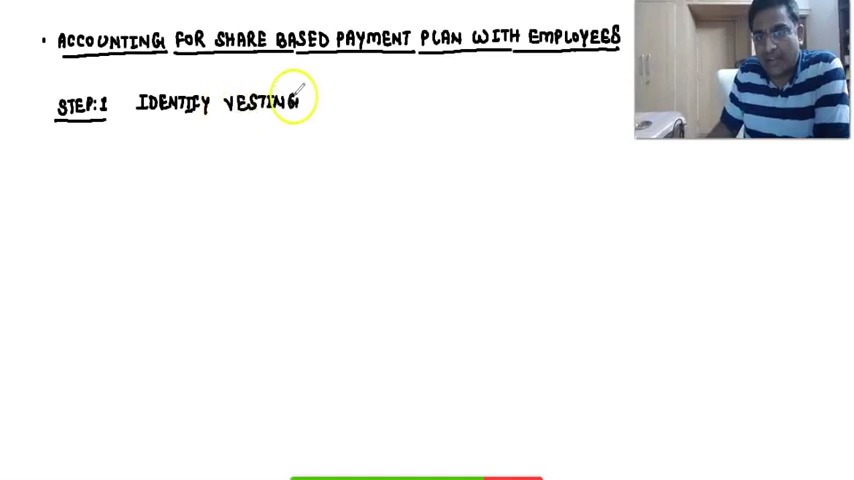 · ACCOUNTING FOR SHARE BASED PAYMENT PLAN WITH EMPLOYEES
STEP:1 IDENTIFY VESTING